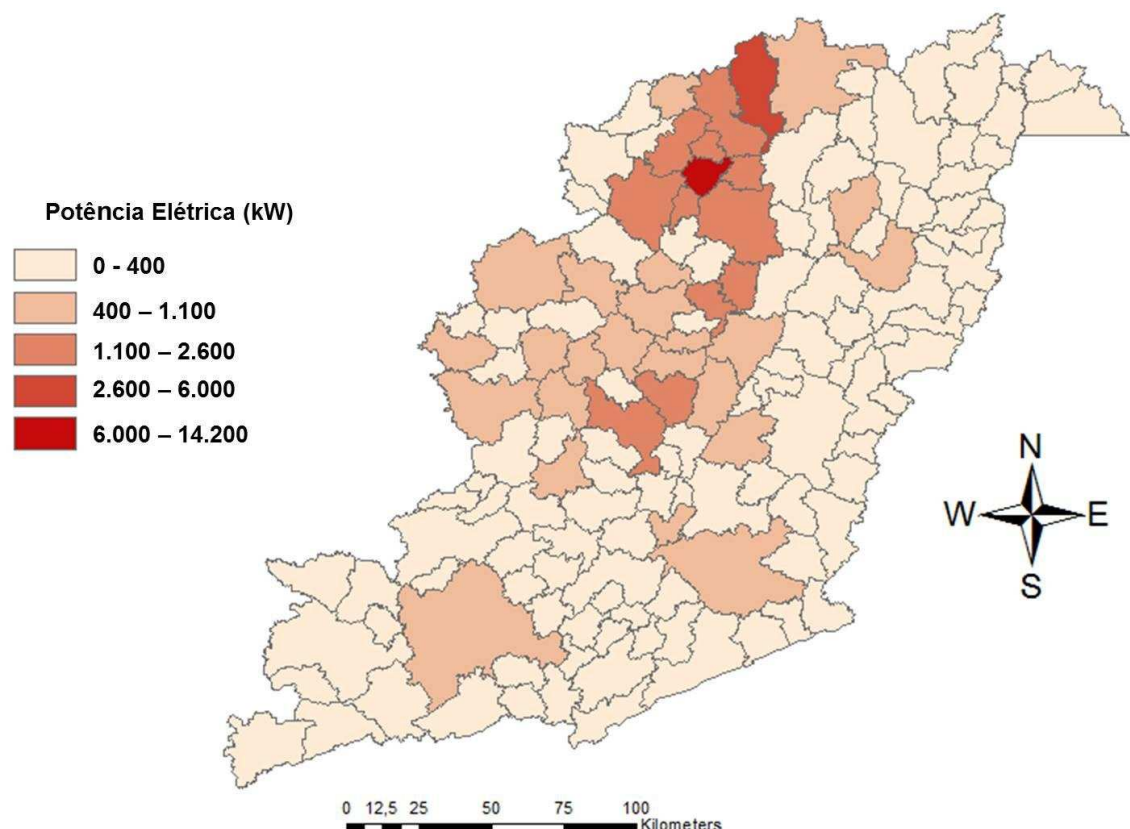 Potência Elétrica (kW)
0 - 400
400 – 1.100
1.100 – 2.600
2.600 – 6.000
6.000 – 14.200
N
W E
S
0 12,5 25 50 75 100
Kilometers